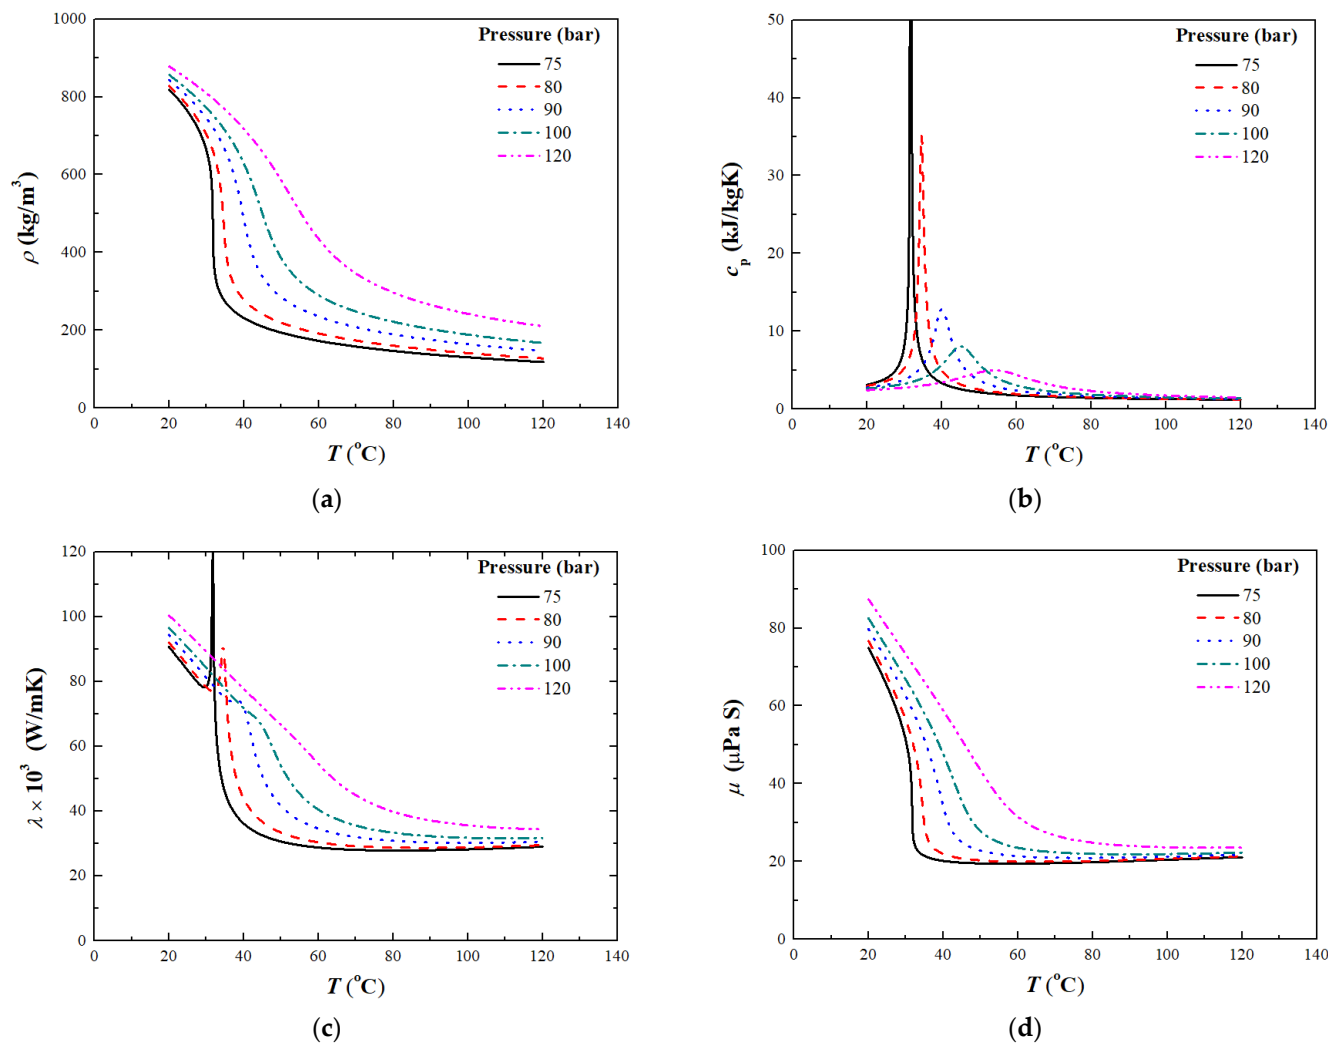 1000
800
600
400
200
0
ρ (kg/m³)
0 20 40 60 80 100 120 140
T (°C)
Pressure (bar)
75
80
90
100
120
(a)
50
40
30
20
10
0
cₚ (kJ/kgK)
0 20 40 60 80 100 120 140
T (°C)
Pressure (bar)
75
80
90
100
120
(b)
120
100
80
60
40
20
0
λ × 10³ (W/mK)
0 20 40 60 80 100 120 140
T (°C)
Pressure (bar)
75
80
90
100
120
(c)
100
80
60
40
20
0
μ (μPa S)
0 20 40 60 80 100 120 140
T (°C)
Pressure (bar)
75
80
90
100
120
(d)